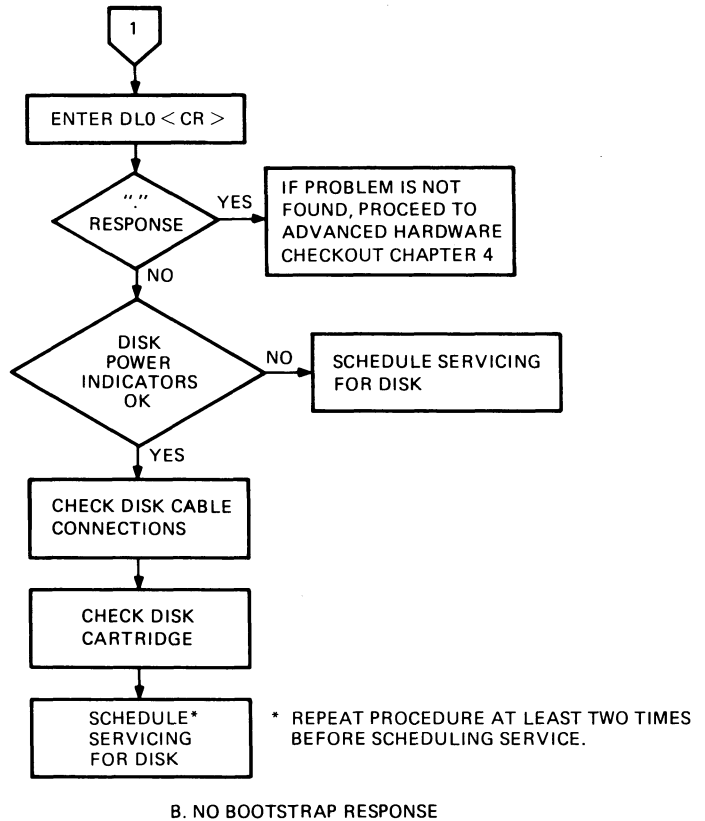 1
ENTER DL0 < CR >
"."
RESPONSE
YES
IF PROBLEM IS NOT
FOUND, PROCEED TO
ADVANCED HARDWARE
CHECKOUT CHAPTER 4
NO
DISK
POWER
INDICATORS
OK
NO
SCHEDULE SERVICING
FOR DISK
YES
CHECK DISK CABLE
CONNECTIONS
CHECK DISK
CARTRIDGE
SCHEDULE*
SERVICING
FOR DISK
* REPEAT PROCEDURE AT LEAST TWO TIMES
BEFORE SCHEDULING SERVICE.
B. NO BOOTSTRAP RESPONSE